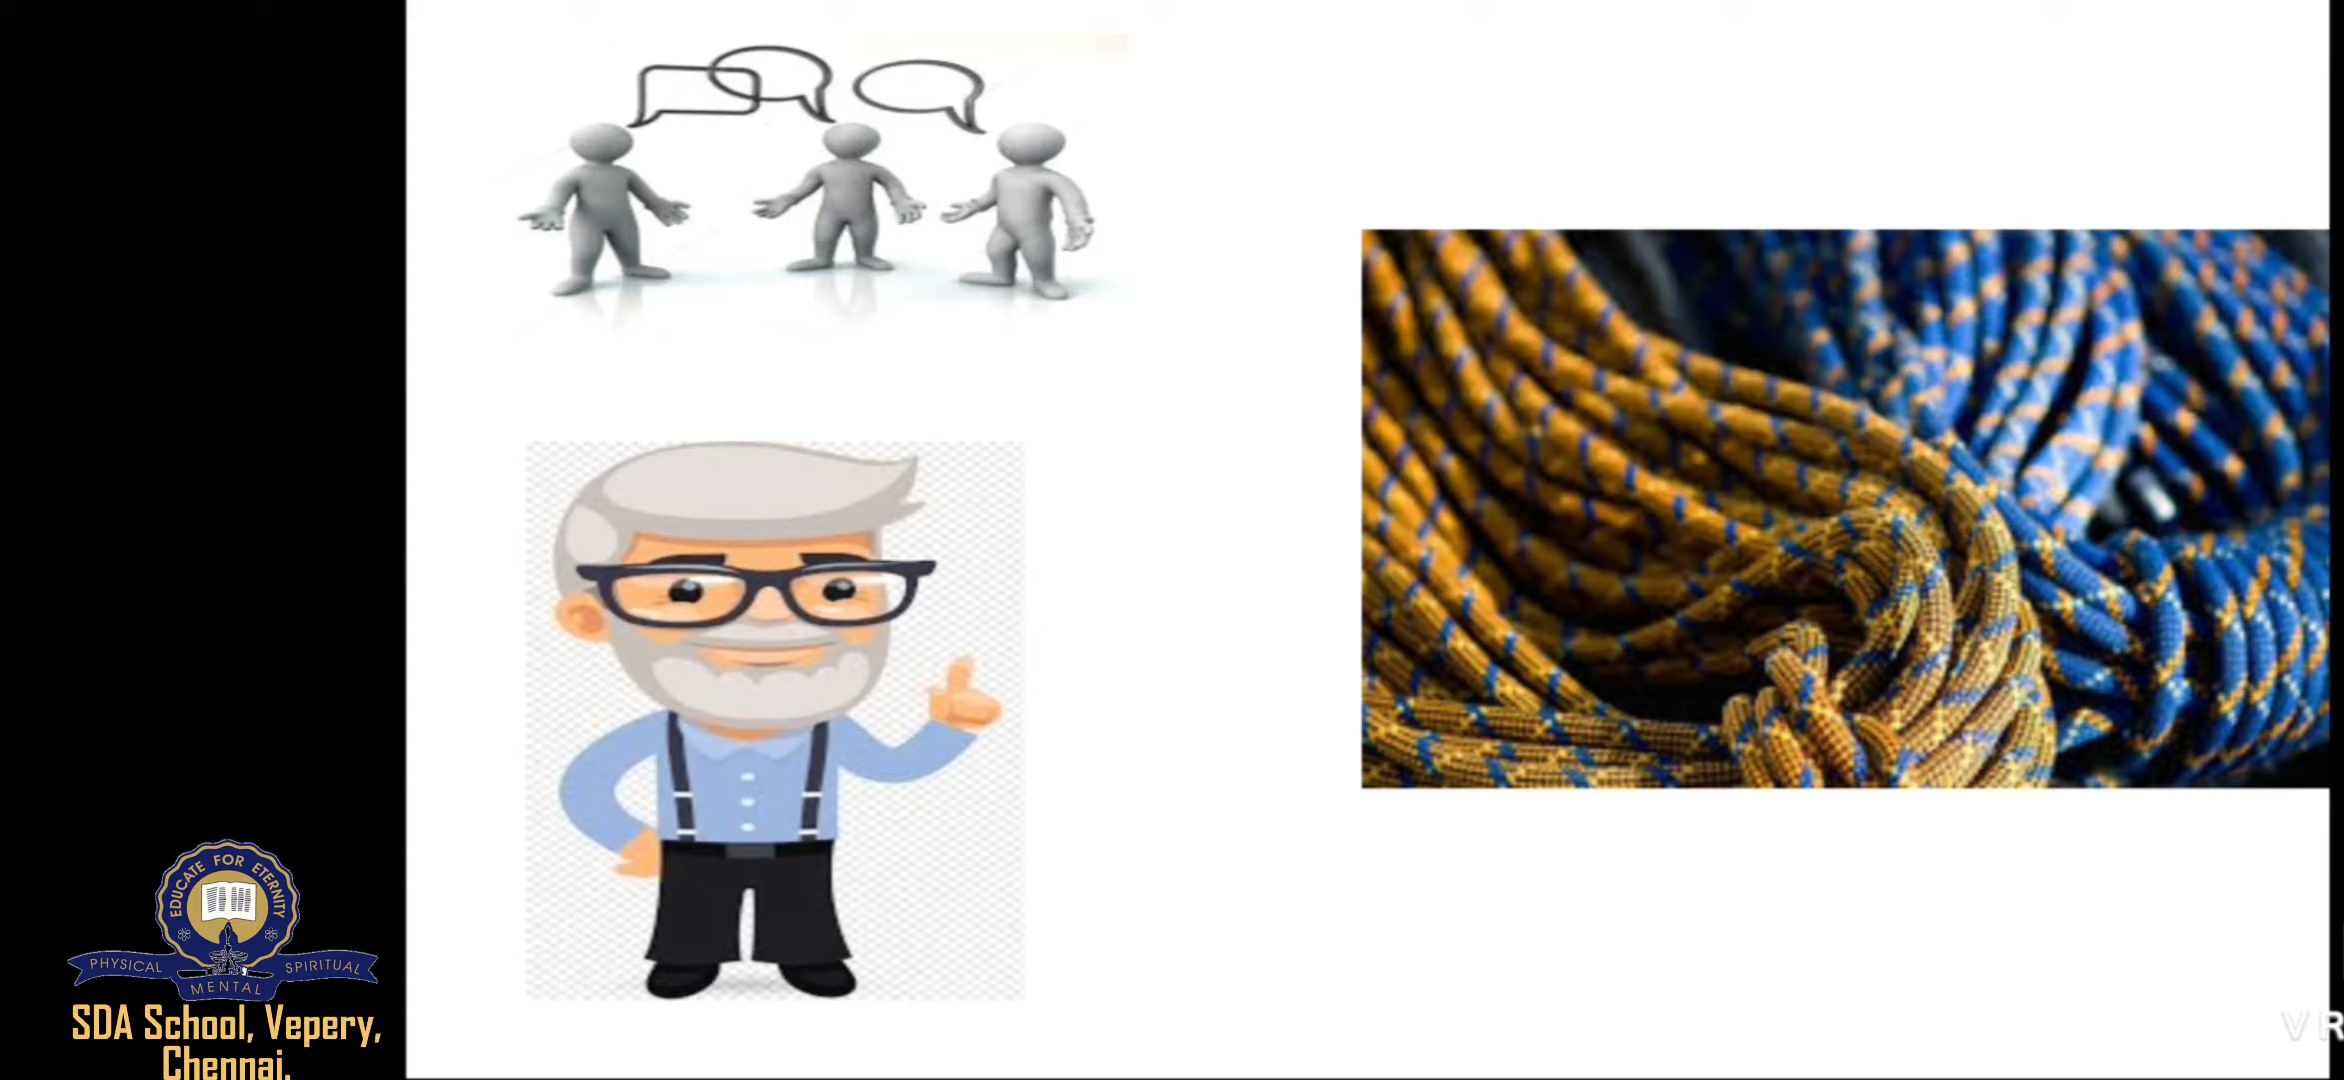 EDUCATE FOR ETERNITY
PHYSICAL MENTAL SPIRITUAL
SDA School, Vepery,
Chennai.
V R